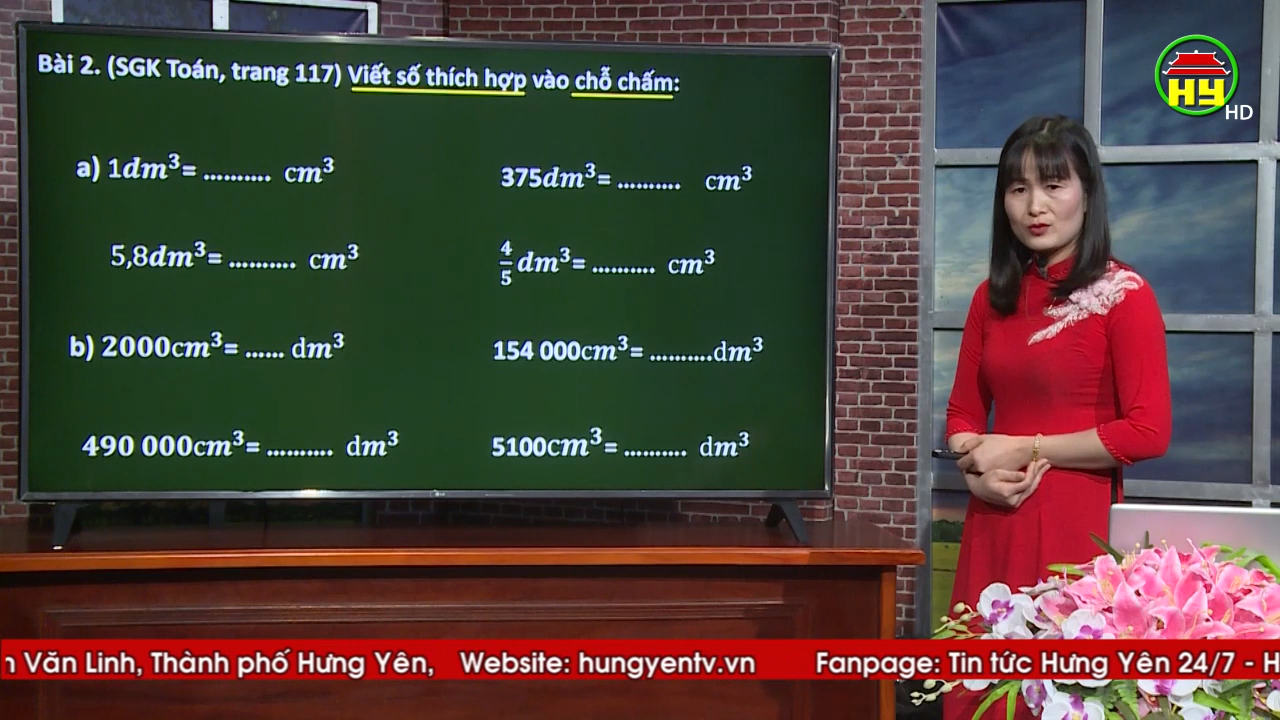 Bài 2. (SGK Toán, trang 117) Viết số thích hợp vào chỗ chấm:
a) 1dm³= .......... cm³
375dm³= .......... cm³
5,8dm³= .......... cm³
4/5 dm³= .......... cm³
b) 2000cm³= ...... dm³
154 000cm³= ..........dm³
490 000cm³= .......... dm³
5100cm³= .......... dm³
HY
HD
LG
n Văn Linh, Thành phố Hưng Yên, Website: hungyentv.vn Fanpage: Tin tức Hưng Yên 24/7 - H